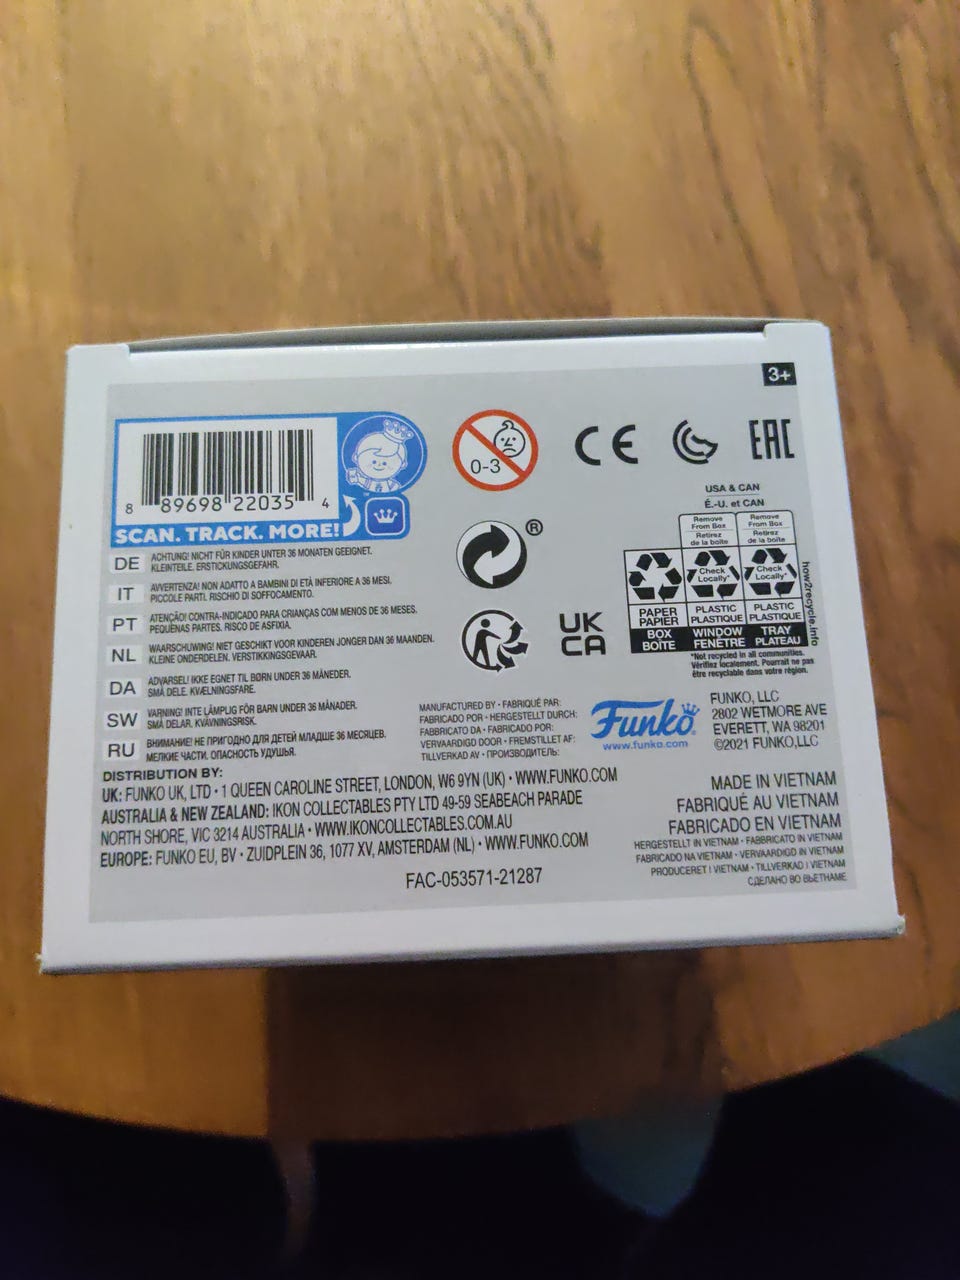 3+
8 89698 22035 4
SCAN. TRACK. MORE!
™
0-3
CE
EAC
®
UK
CA
USA & CAN
É.-U. et CAN
Remove From Box
Retirez de la boîte
Remove From Box
Retirez de la boîte
Check Locally*
Check Locally*
PAPER
PAPIER
PLASTIC
PLASTIQUE
PLASTIC
PLASTIQUE
BOX
BOÎTE
WINDOW
FENÊTRE
TRAY
PLATEAU
how2recycle.info
*Not recycled in all communities.
Vérifiez localement. Pourrait ne pas
être recyclable dans votre région.
DE ACHTUNG! NICHT FÜR KINDER UNTER 36 MONATEN GEEIGNET.
KLEINTEILE. ERSTICKUNGSGEFAHR.
IT AVVERTENZA! NON ADATTO A BAMBINI DI ETÀ INFERIORE A 36 MESI.
PICCOLE PARTI. RISCHIO DI SOFFOCAMENTO.
PT ATENÇÃO! CONTRA-INDICADO PARA CRIANÇAS COM MENOS DE 36 MESES.
PEQUENAS PARTES. RISCO DE ASFIXIA.
NL WAARSCHUWING! NIET GESCHIKT VOOR KINDEREN JONGER DAN 36 MAANDEN.
KLEINE ONDERDELEN. VERSTIKKINGSGEVAAR.
DA ADVARSEL! IKKE EGNET TIL BØRN UNDER 36 MÅNEDER.
SMÅ DELE. KVÆLNINGSFARE.
SW VARNING! INTE LÄMPLIG FÖR BARN UNDER 36 MÅNADER.
SMÅ DELAR. KVÄVNINGSRISK.
RU ВНИМАНИЕ! НЕ ПРИГОДНО ДЛЯ ДЕТЕЙ МЛАДШЕ 36 МЕСЯЦЕВ.
МЕЛКИЕ ЧАСТИ. ОПАСНОСТЬ УДУШЬЯ.
MANUFACTURED BY • FABRIQUÉ PAR:
FABRICADO POR • HERGESTELLT DURCH:
FABBRICATO DA • FABRICADO POR:
VERVAARDIGD DOOR • FREMSTILLET AF:
TILLVERKAD AV • ПРОИЗВОДИТЕЛЬ:
Funko®
www.funko.com
FUNKO, LLC
2802 WETMORE AVE
EVERETT, WA 98201
©2021 FUNKO,LLC
DISTRIBUTION BY:
UK: FUNKO UK, LTD • 1 QUEEN CAROLINE STREET, LONDON, W6 9YN (UK) • WWW.FUNKO.COM
AUSTRALIA & NEW ZEALAND: IKON COLLECTABLES PTY LTD 49-59 SEABEACH PARADE
NORTH SHORE, VIC 3214 AUSTRALIA • WWW.IKONCOLLECTABLES.COM.AU
EUROPE: FUNKO EU, BV • ZUIDPLEIN 36, 1077 XV, AMSTERDAM (NL) • WWW.FUNKO.COM
FAC-053571-21287
MADE IN VIETNAM
FABRIQUÉ AU VIETNAM
FABRICADO EN VIETNAM
HERGESTELLT IN VIETNAM • FABBRICATO IN VIETNAM
FABRICADO NA VIETNAM • VERVAARDIGD IN VIETNAM
PRODUCERET I VIETNAM • TILLVERKAD I VIETNAM
СДЕЛАНО ВО ВЬЕТНАМЕ